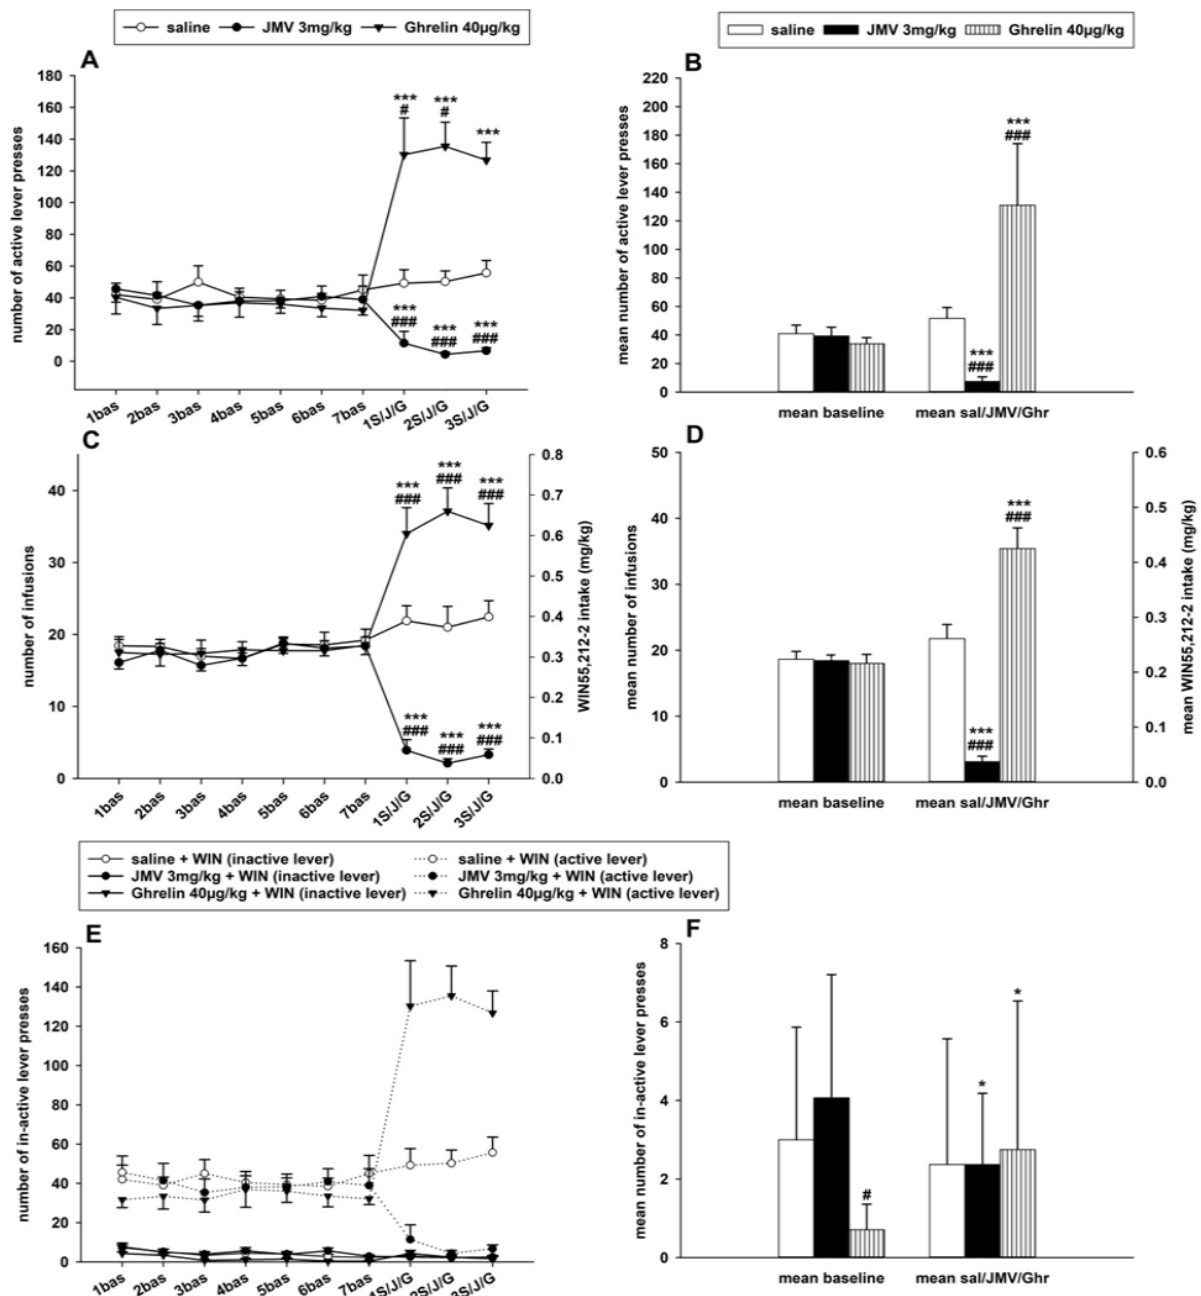 saline JMV 3mg/kg Ghrelin 40µg/kg
saline JMV 3mg/kg Ghrelin 40µg/kg
A
number of active lever presses
180
160
140
120
100
80
60
40
20
0
*** *** ***
# #
*** *** ***
### ### ###
1bas 2bas 3bas 4bas 5bas 6bas 7bas 1S/J/G 2S/J/G 3S/J/G
B
mean number of active lever presses
220
200
180
160
140
120
100
80
60
40
20
0
***
###
***
###
mean baseline mean sal/JMV/Ghr
C
number of infusions
40
30
20
10
0
*** *** ***
### ### ###
*** *** ***
### ### ###
0.8
0.7
0.6
0.5
0.4
0.3
0.2
0.1
0.0
WIN55,212-2 intake (mg/kg)
1bas 2bas 3bas 4bas 5bas 6bas 7bas 1S/J/G 2S/J/G 3S/J/G
D
mean number of infusions
50
40
30
20
10
0
***
###
***
###
0.6
0.5
0.4
0.3
0.2
0.1
0.0
mean WIN55,212-2 intake (mg/kg)
mean baseline mean sal/JMV/Ghr
saline + WIN (inactive lever) saline + WIN (active lever)
JMV 3mg/kg + WIN (inactive lever) JMV 3mg/kg + WIN (active lever)
Ghrelin 40µg/kg + WIN (inactive lever) Ghrelin 40µg/kg + WIN (active lever)
E
number of in-active lever presses
160
140
120
100
80
60
40
20
0
1bas 2bas 3bas 4bas 5bas 6bas 7bas 1S/J/G 2S/J/G 3S/J/G
F
mean number of in-active lever presses
8
6
4
2
0
#
* *
mean baseline mean sal/JMV/Ghr